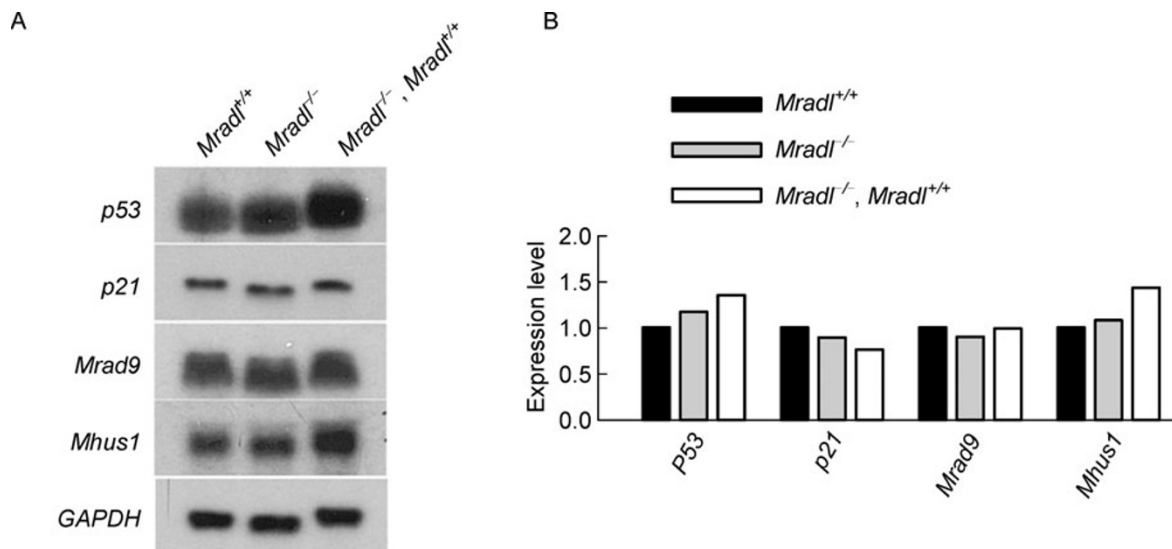 A
Mradl+/+
Mradl-/-
Mradl-/-, Mradl+/+
p53
p21
Mrad9
Mhus1
GAPDH
B
Mradl+/+
Mradl-/-
Mradl-/-, Mradl+/+
Expression level
2.0
1.5
1.0
0.5
0.0
P53
p21
Mrad9
Mhus1